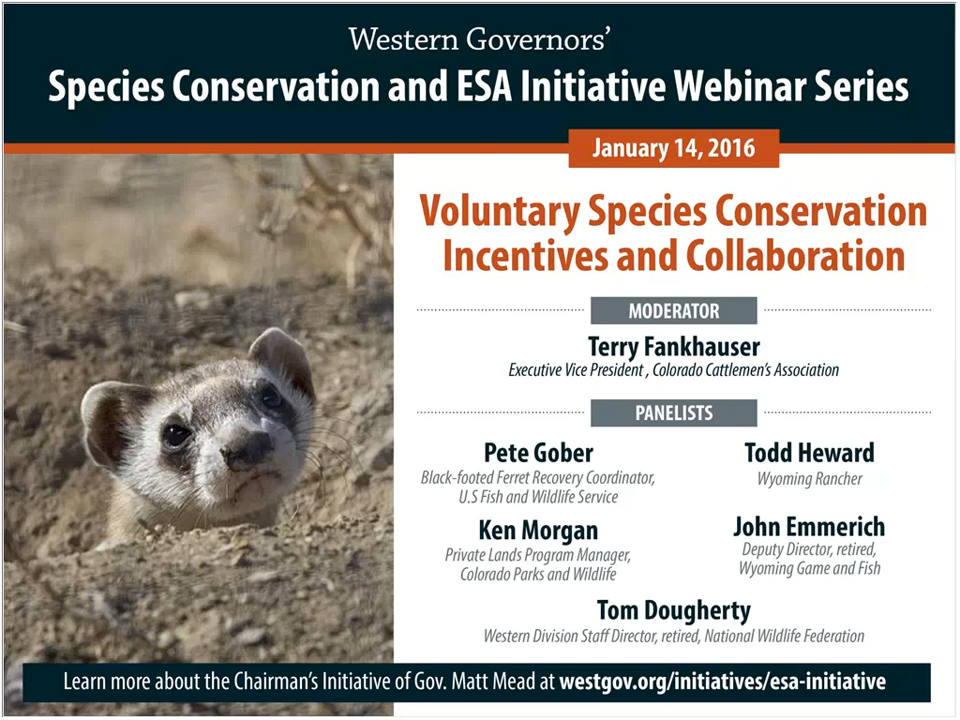 Western Governors'
Species Conservation and ESA Initiative Webinar Series
January 14, 2016
Voluntary Species Conservation
Incentives and Collaboration
MODERATOR
Terry Fankhauser
Executive Vice President , Colorado Cattlemen's Association
PANELISTS
Pete Gober
Black-footed Ferret Recovery Coordinator,
U.S Fish and Wildlife Service
Todd Heward
Wyoming Rancher
Ken Morgan
Private Lands Program Manager,
Colorado Parks and Wildlife
John Emmerich
Deputy Director, retired,
Wyoming Game and Fish
Tom Dougherty
Western Division Staff Director, retired, National Wildlife Federation
Learn more about the Chairman's Initiative of Gov. Matt Mead at westgov.org/initiatives/esa-initiative